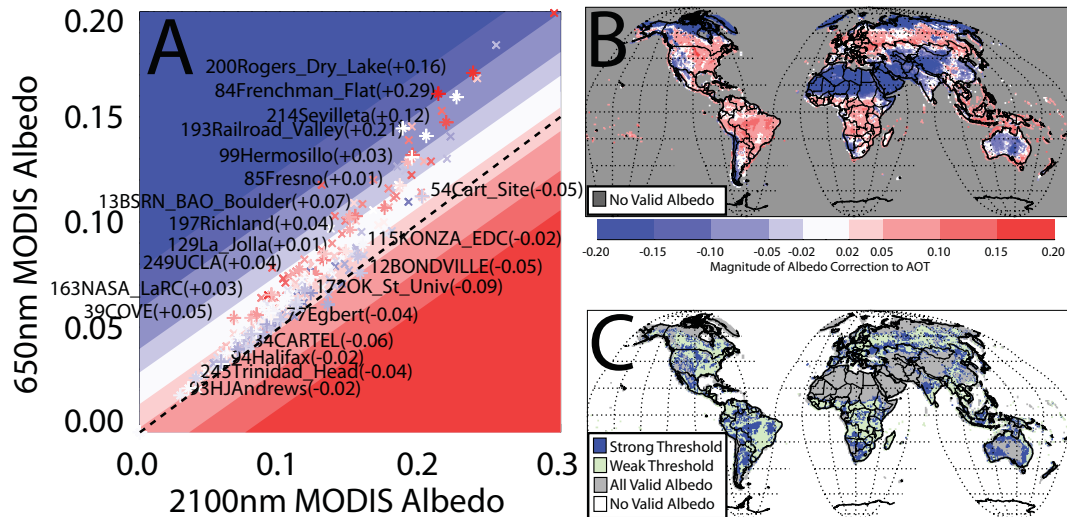 A
0.20
0.15
0.10
0.05
0.00
650nm MODIS Albedo
200Rogers_Dry_Lake(+0.16)
84Frenchman_Flat(+0.29)
214Sevilleta(+0.12)
193Railroad_Valley(+0.21)
99Hermosillo(+0.03)
85Fresno(+0.01)
54Cart_Site(-0.05)
13BSRN_BAO_Boulder(+0.07)
197Richland(+0.04)
115KONZA_EDC(-0.02)
129La_Jolla(+0.01)
249UCLA(+0.04)
12BONDVILLE(-0.05)
163NASA_LaRC(+0.03)
172OK_St_Univ(-0.09)
39COVE(+0.05)
77Egbert(-0.04)
34CARTEL(-0.06)
94Halifax(-0.02)
245Trinidad_Head(-0.04)
93HJAndrews(-0.02)
0.0 0.1 0.2 0.3
2100nm MODIS Albedo
B
No Valid Albedo
-0.20 -0.15 -0.10 -0.05 -0.02 0.02 0.05 0.10 0.15 0.20
Magnitude of Albedo Correction to AOT
C
Strong Threshold
Weak Threshold
All Valid Albedo
No Valid Albedo